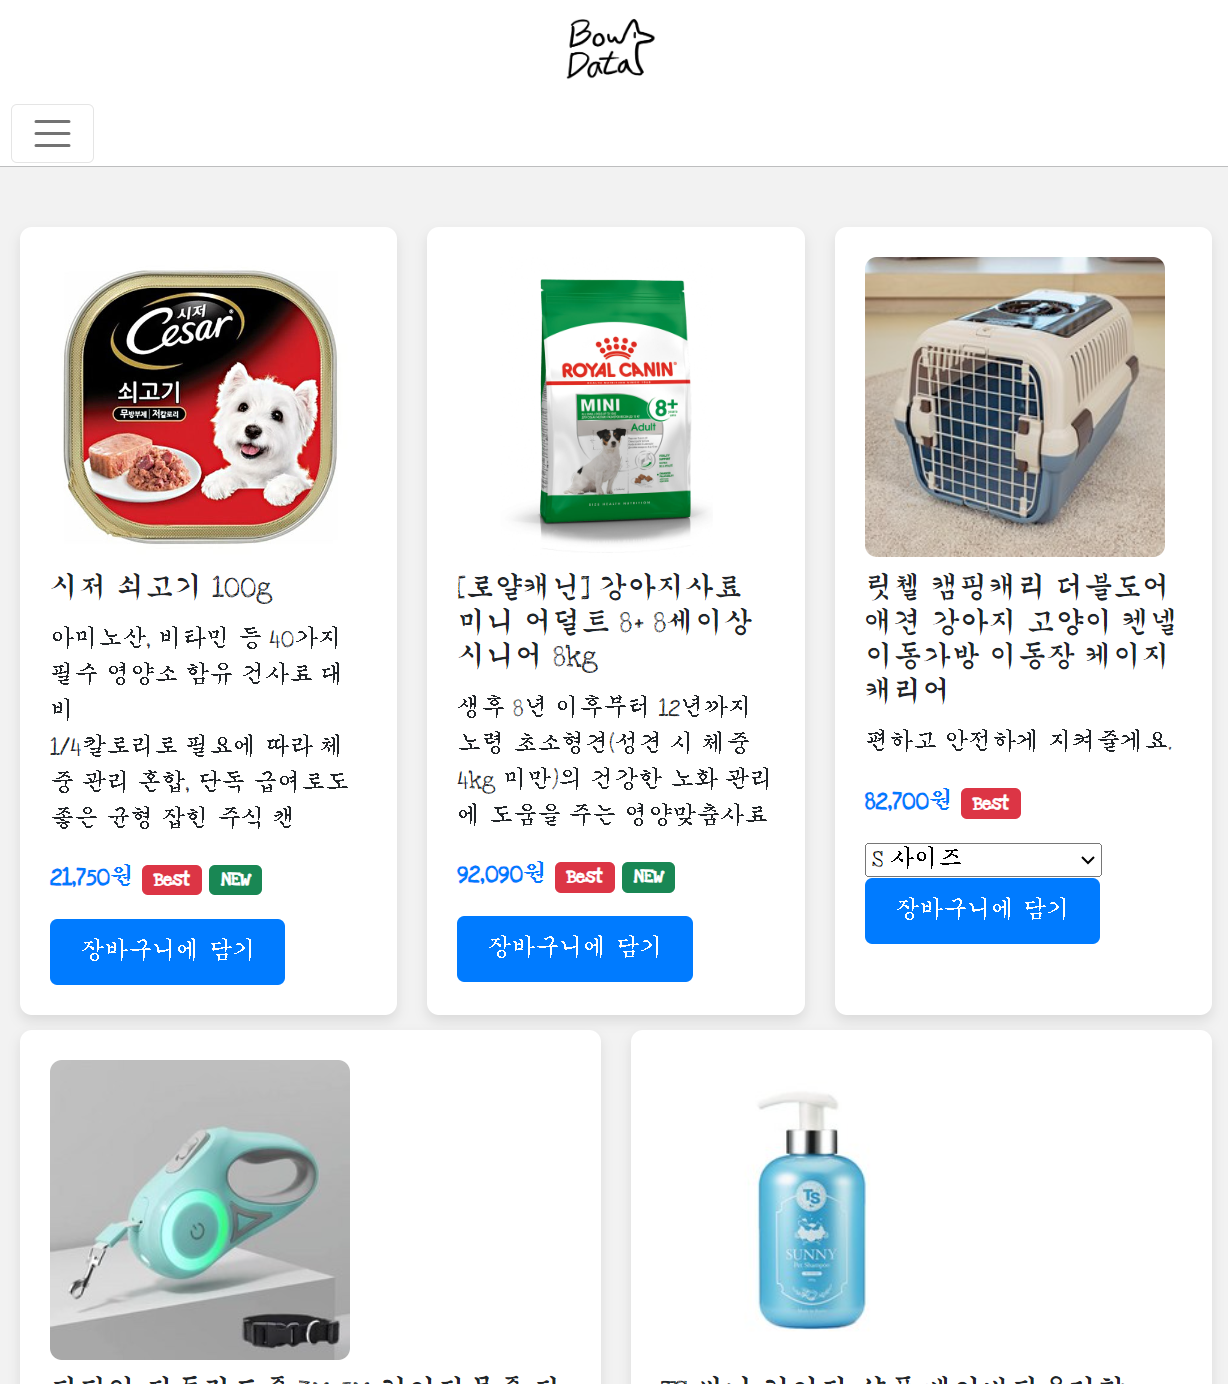 Bow
Data
시저
Cesar
쇠고기
무방부제 저칼로리
ROYAL CANIN
MINI
8+
Adult
시저 쇠고기 100g
아미노산, 비타민 등 40가지
필수 영양소 함유 건사료 대
비
1/4칼로리로 필요에 따라 체
중 관리 혼합, 단독 급여로도
좋은 균형 잡힌 주식 캔
21,750원 Best NEW
장바구니에 담기
[로얄캐닌] 강아지사료
미니 어덜트 8+ 8세이상
시니어 8kg
생후 8년 이후부터 12년까지
노령 초소형견(성견 시 체중
4kg 미만)의 건강한 노화 관리
에 도움을 주는 영양맞춤사료
92,090원 Best NEW
장바구니에 담기
릿첼 캠핑캐리 더블도어
애견 강아지 고양이 켄넬
이동가방 이동장 케이지
캐리어
편하고 안전하게 지켜줄게요.
82,700원 Best
S 사이즈
장바구니에 담기
TS
SUNNY
Pet Shampoo